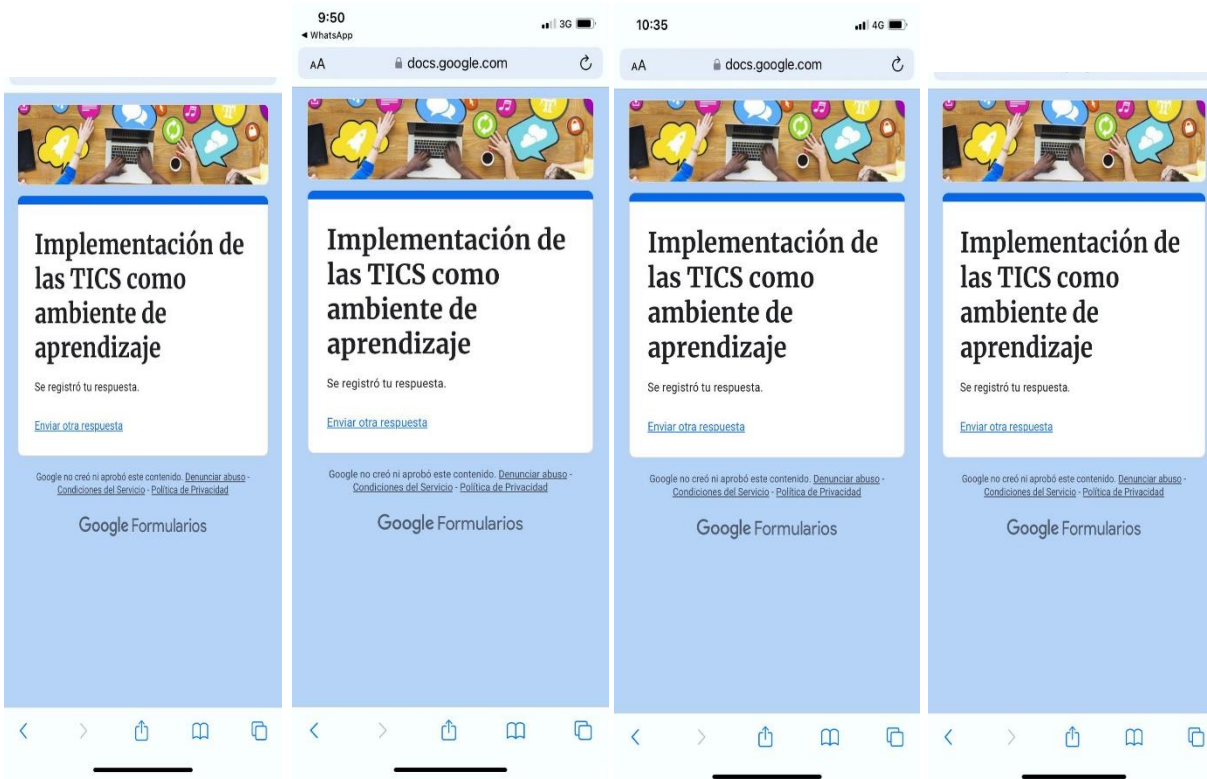 Implementación de
las TICS como
ambiente de
aprendizaje
Se registró tu respuesta.
Enviar otra respuesta
Google no creó ni aprobó este contenido. Denunciar abuso -
Condiciones del Servicio - Política de Privacidad
Google Formularios
9:50
3G
WhatsApp
AA docs.google.com
Implementación de
las TICS como
ambiente de
aprendizaje
Se registró tu respuesta.
Enviar otra respuesta
Google no creó ni aprobó este contenido. Denunciar abuso -
Condiciones del Servicio - Política de Privacidad
Google Formularios
10:35
4G
AA docs.google.com
Implementación de
las TICS como
ambiente de
aprendizaje
Se registró tu respuesta.
Enviar otra respuesta
Google no creó ni aprobó este contenido. Denunciar abuso -
Condiciones del Servicio - Política de Privacidad
Google Formularios
Implementación de
las TICS como
ambiente de
aprendizaje
Se registró tu respuesta.
Enviar otra respuesta
Google no creó ni aprobó este contenido. Denunciar abuso -
Condiciones del Servicio - Política de Privacidad
Google Formularios